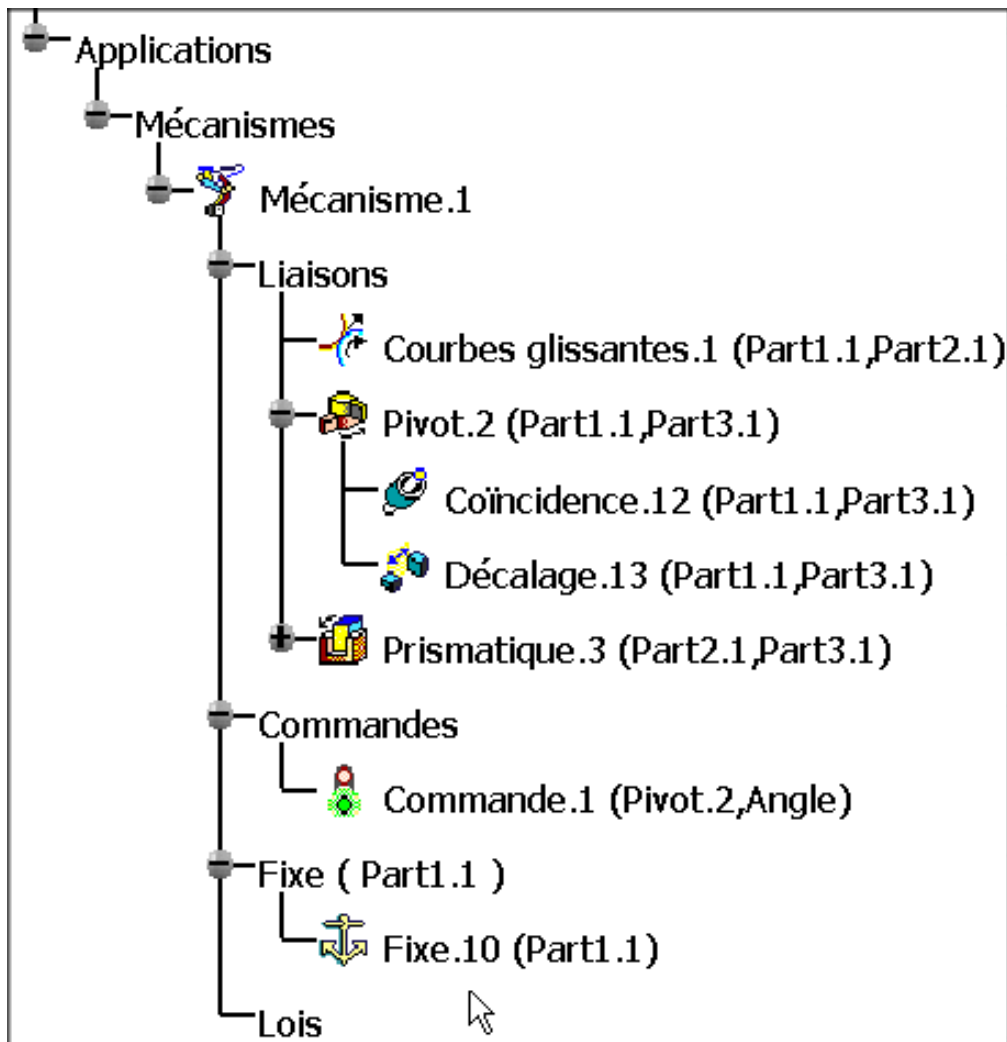 Applications
Mécanismes
Mécanisme.1
Liaisons
Courbes glissantes.1 (Part1.1,Part2.1)
Pivot.2 (Part1.1,Part3.1)
Coïncidence.12 (Part1.1,Part3.1)
Décalage.13 (Part1.1,Part3.1)
Prismatique.3 (Part2.1,Part3.1)
Commandes
Commande.1 (Pivot.2,Angle)
Fixe ( Part1.1 )
Fixe.10 (Part1.1)
Lois